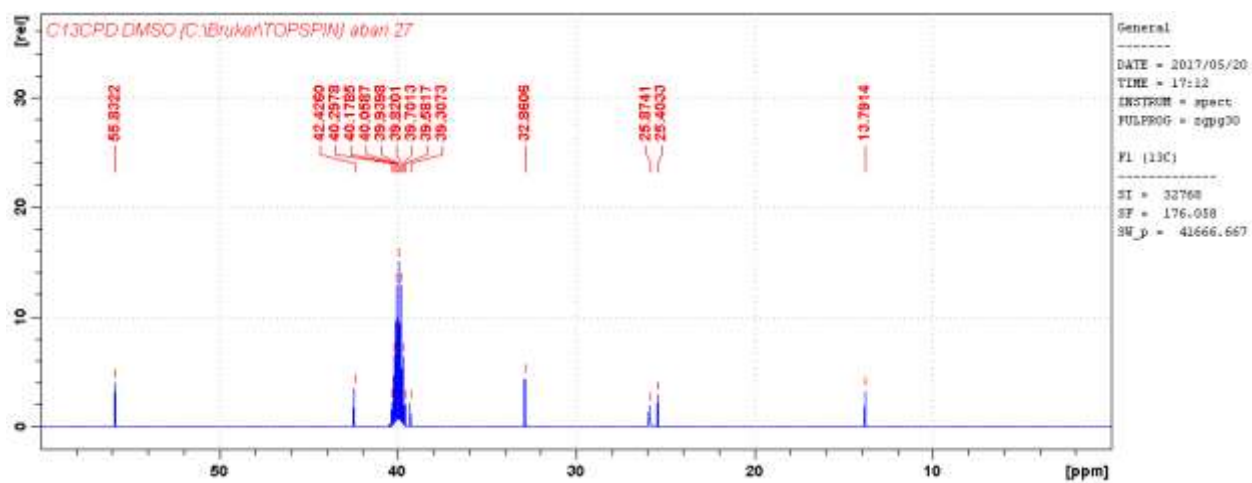 C13CPD DMSO {C:\Bruker\TOPSPIN} abari 27
[rel]
30
20
10
0
55.8322
42.4260
40.2978
40.1785
40.0587
39.9398
39.8201
39.7013
39.5817
39.3073
32.8606
25.8741
25.4033
13.7914
50
40
30
20
10
[ppm]
General
-------
DATE = 2017/05/20
TIME = 17:12
INSTRUM = spect
PULPROG = zgpg30
F1 (13C)
-------------
SI = 32768
SF = 176.058
SW_p = 41666.667